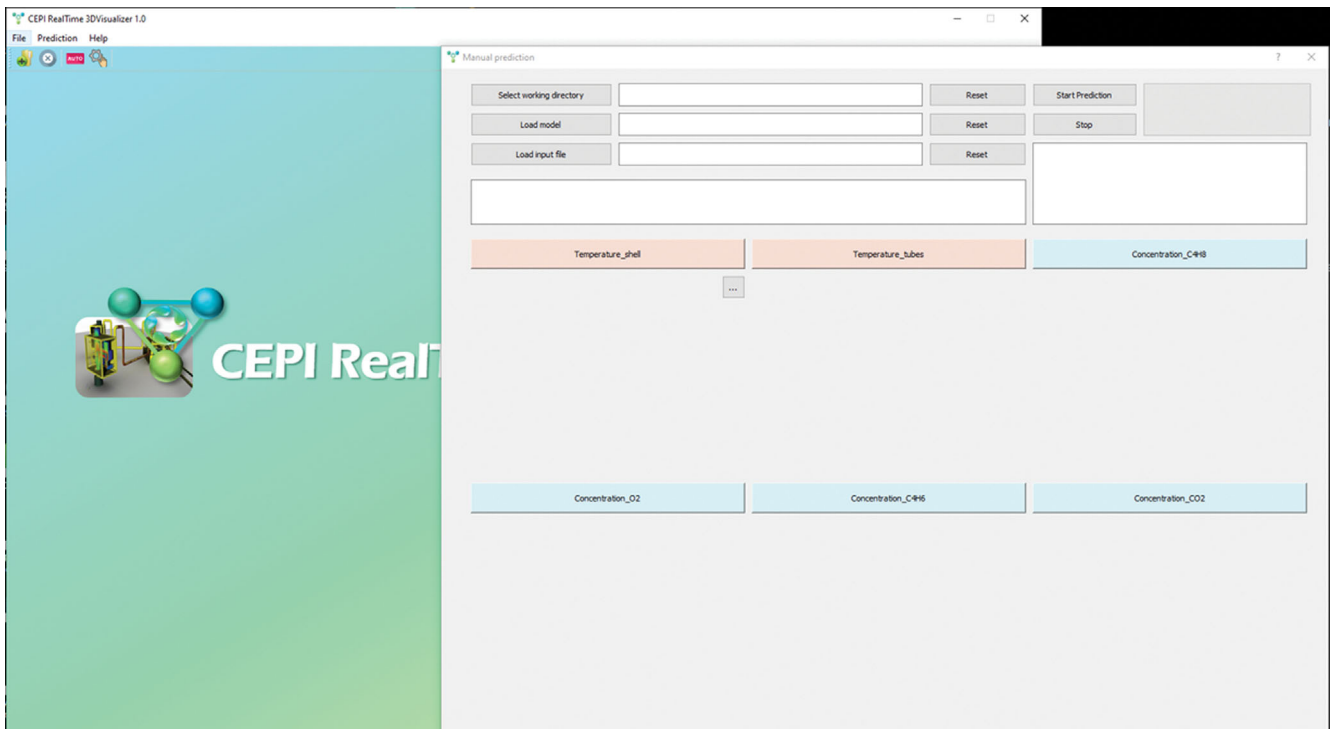 CEPI RealTime 3DVisualizer 1.0
File Prediction Help
AUTO
Manual prediction
Select working directory Reset Start Prediction
Load model Reset Stop
Load input file Reset
Temperature_shell Temperature_tubes Concentration_C4H8
...
CEPI RealT
Concentration_O2 Concentration_C4H6 Concentration_CO2